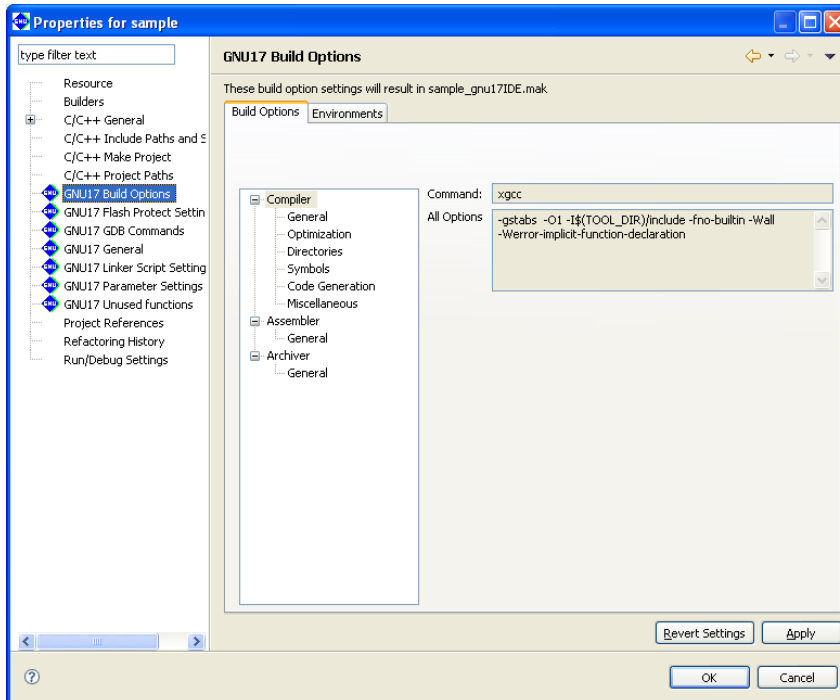 Properties for sample
type filter text
Resource
Builders
C/C++ General
C/C++ Include Paths and S
C/C++ Make Project
C/C++ Project Paths
GNU17 Build Options
GNU17 Flash Protect Settin
GNU17 GDB Commands
GNU17 General
GNU17 Linker Script Setting
GNU17 Parameter Settings
GNU17 Unused functions
Project References
Refactoring History
Run/Debug Settings
GNU17 Build Options
These build option settings will result in sample_gnu17IDE.mak
Build Options
Environments
Compiler
General
Optimization
Directories
Symbols
Code Generation
Miscellaneous
Assembler
General
Archiver
General
Command:
xgcc
All Options
-gstabs -O1 -I$(TOOL_DIR)/include -fno-builtin -Wall
-Werror-implicit-function-declaration
Revert Settings
Apply
OK
Cancel